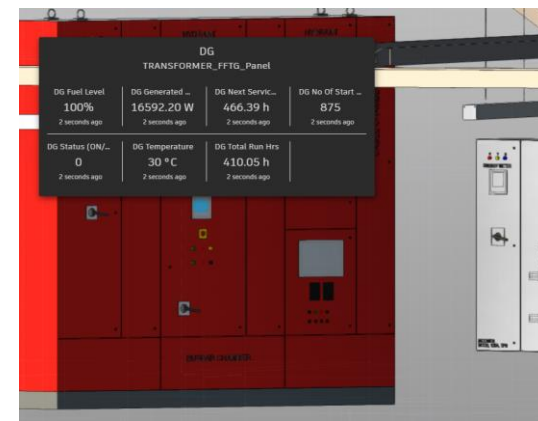 DG
TRANSFORMER_FFTG_Panel
DG Fuel Level
100%
2 seconds ago
DG Generated ...
16592.20 W
2 seconds ago
DG Next Servic...
466.39 h
2 seconds ago
DG No Of Start ...
875
2 seconds ago
DG Status (ON/...
0
2 seconds ago
DG Temperature
30 °C
2 seconds ago
DG Total Run Hrs
410.05 h
2 seconds ago